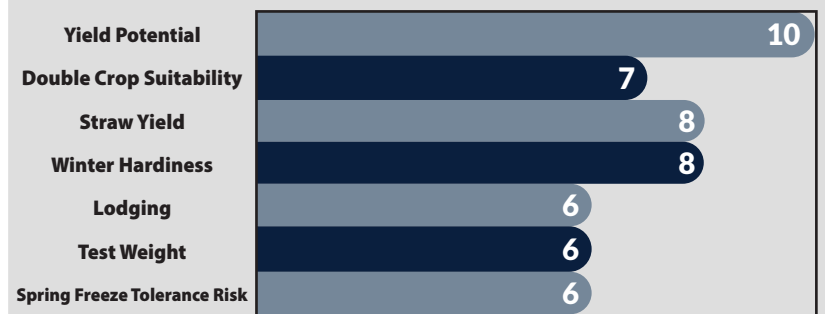 Yield Potential 10
Double Crop Suitability 7
Straw Yield 8
Winter Hardiness 8
Lodging 6
Test Weight 6
Spring Freeze Tolerance Risk 6